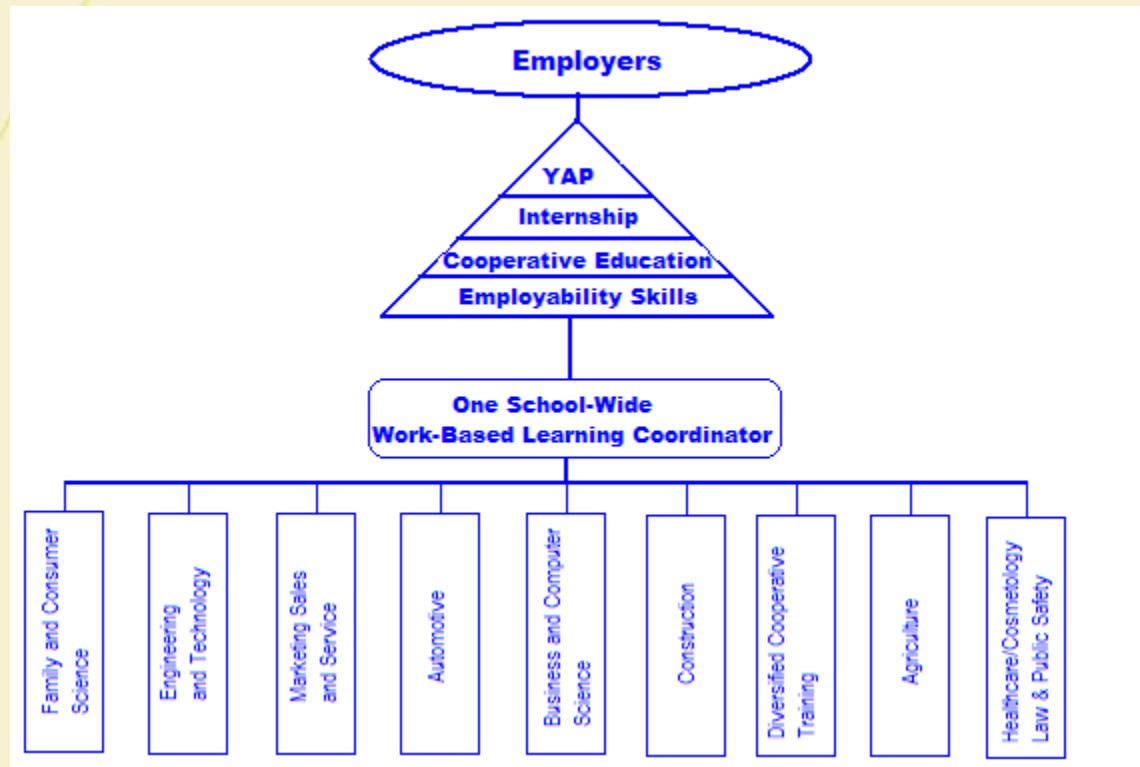 Employers
YAP
Internship
Cooperative Education
Employability Skills
One School-Wide
Work-Based Learning Coordinator
Family and Consumer
Science
Engineering
and Technology
Marketing Sales
and Service
Automotive
Business and Computer
Science
Construction
Diversified Cooperative
Training
Agriculture
Healthcare/Cosmetology
Law & Public Safety